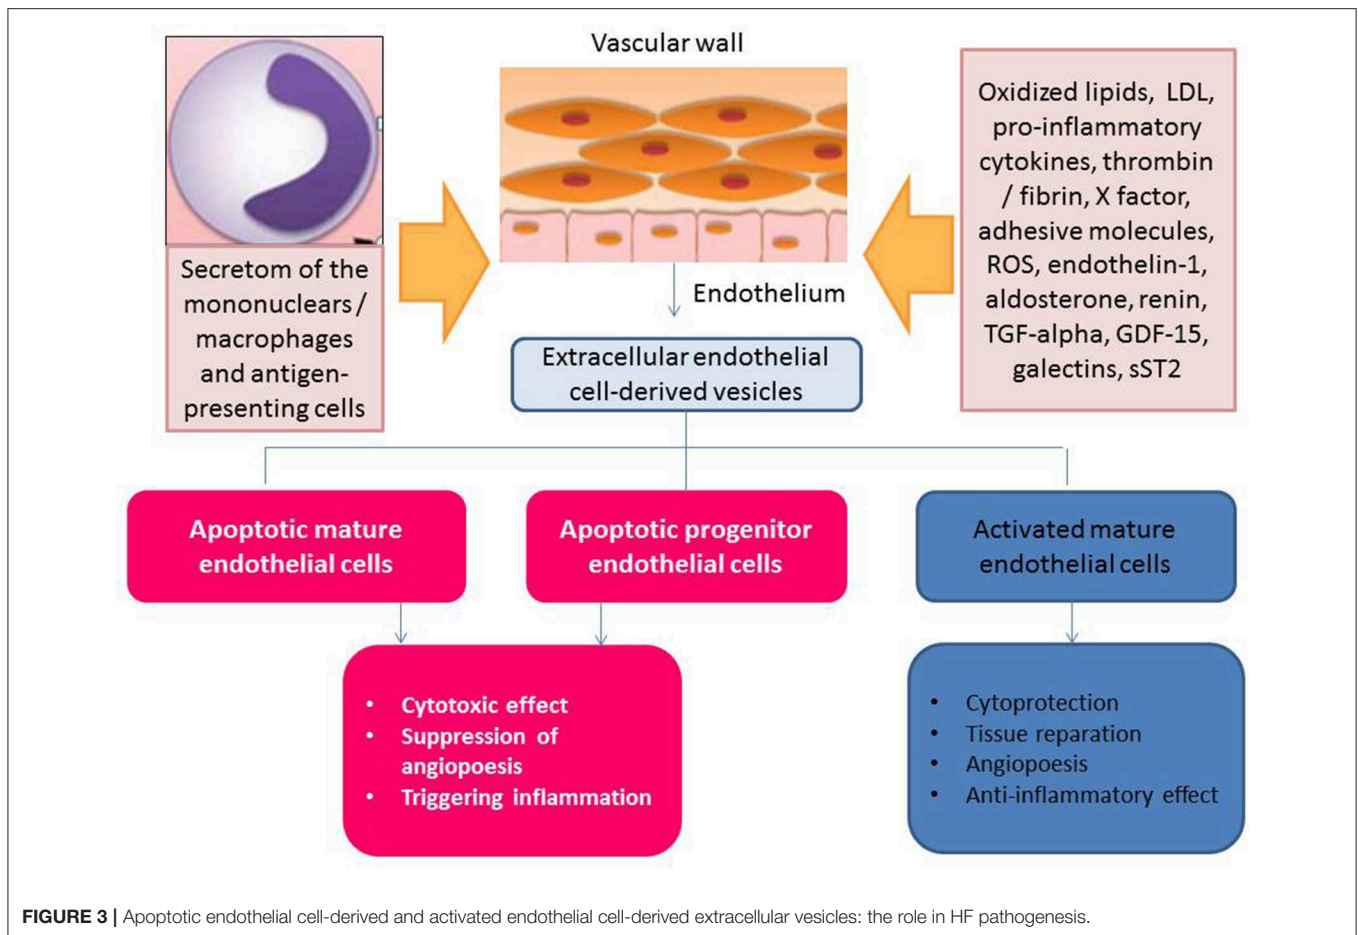 Vascular wall
Secretom of the
mononuclears/
macrophages
and antigen-
presenting cells
Oxidized lipids, LDL,
pro-inflammatory
cytokines, thrombin
/ fibrin, X factor,
adhesive molecules,
ROS, endothelin-1,
aldosterone, renin,
TGF-alpha, GDF-15,
galectins, sST2
Endothelium
Extracellular endothelial
cell-derived vesicles
Apoptotic mature
endothelial cells
Apoptotic progenitor
endothelial cells
Activated mature
endothelial cells
• Cytotoxic effect
• Suppression of
angiopoesis
• Triggering inflammation
• Cytoprotection
• Tissue reparation
• Angiopoesis
• Anti-inflammatory effect
FIGURE 3 | Apoptotic endothelial cell-derived and activated endothelial cell-derived extracellular vesicles: the role in HF pathogenesis.